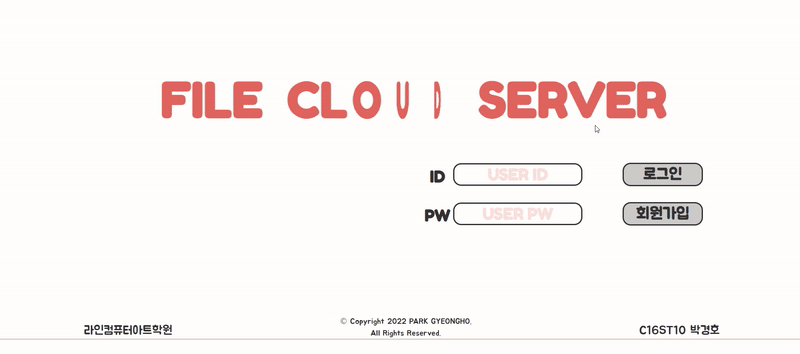 FILE CLOUD SERVER
ID USER ID 로그인
PW USER PW 회원가입
라인컴퓨터아트학원
© Copyright 2022 PARK GYEONGHO.
All Rights Reserved.
C16ST10 박경호